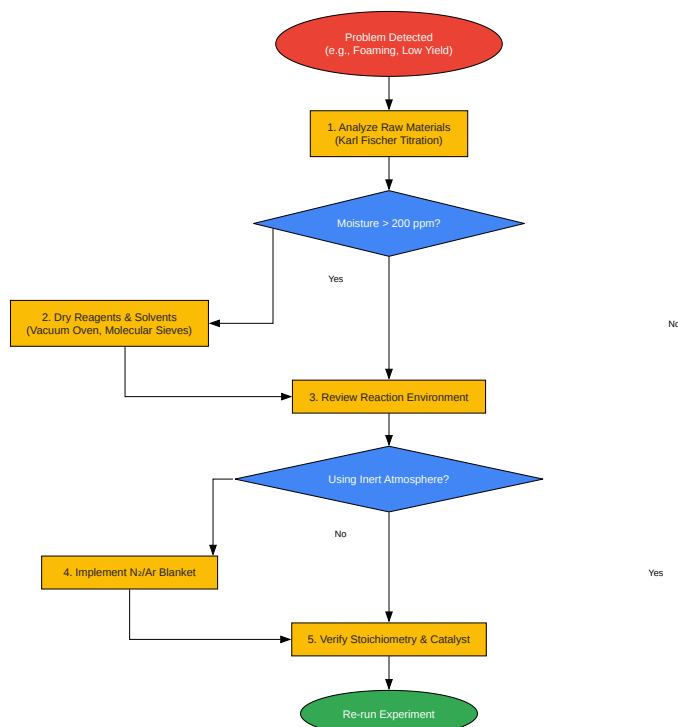 Problem Detected
(e.g., Foaming, Low Yield)
1. Analyze Raw Materials
(Karl Fischer Titration)
Moisture > 200 ppm?
Yes
2. Dry Reagents & Solvents
(Vacuum Oven, Molecular Sieves)
No
3. Review Reaction Environment
Using Inert Atmosphere?
No
4. Implement N₂/Ar Blanket
Yes
5. Verify Stoichiometry & Catalyst
Re-run Experiment